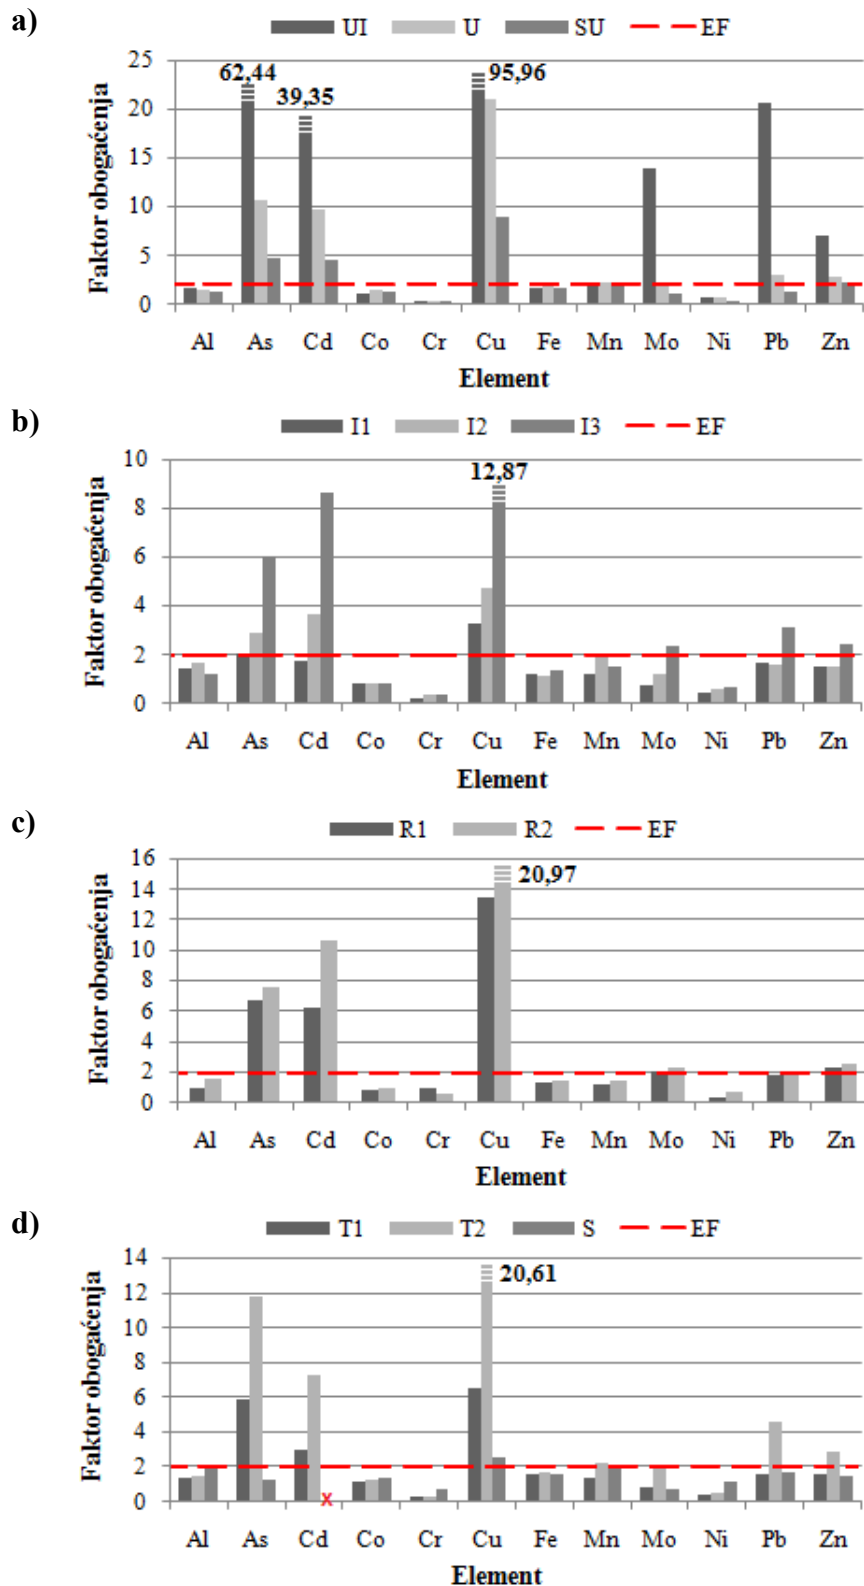 a)
UI U SU EF
Faktor obogaćenja
25
20
15
10
5
0
62,44
39,35
95,96
Al As Cd Co Cr Cu Fe Mn Mo Ni Pb Zn
Element
b)
I1 I2 I3 EF
Faktor obogaćenja
10
8
6
4
2
0
12,87
Al As Cd Co Cr Cu Fe Mn Mo Ni Pb Zn
Element
c)
R1 R2 EF
Faktor obogaćenja
16
14
12
10
8
6
4
2
0
20,97
Al As Cd Co Cr Cu Fe Mn Mo Ni Pb Zn
Element
d)
T1 T2 S EF
Faktor obogaćenja
14
12
10
8
6
4
2
0
20,61
x
Al As Cd Co Cr Cu Fe Mn Mo Ni Pb Zn
Element